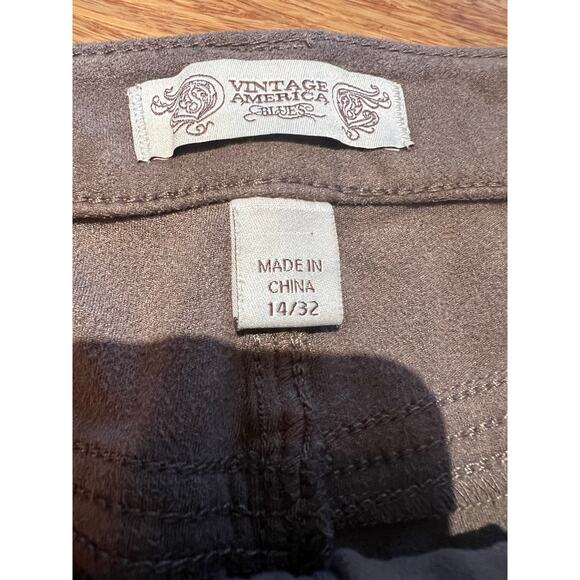 VINTAGE
AMERICA
BLUES
MADE IN
CHINA
14/32